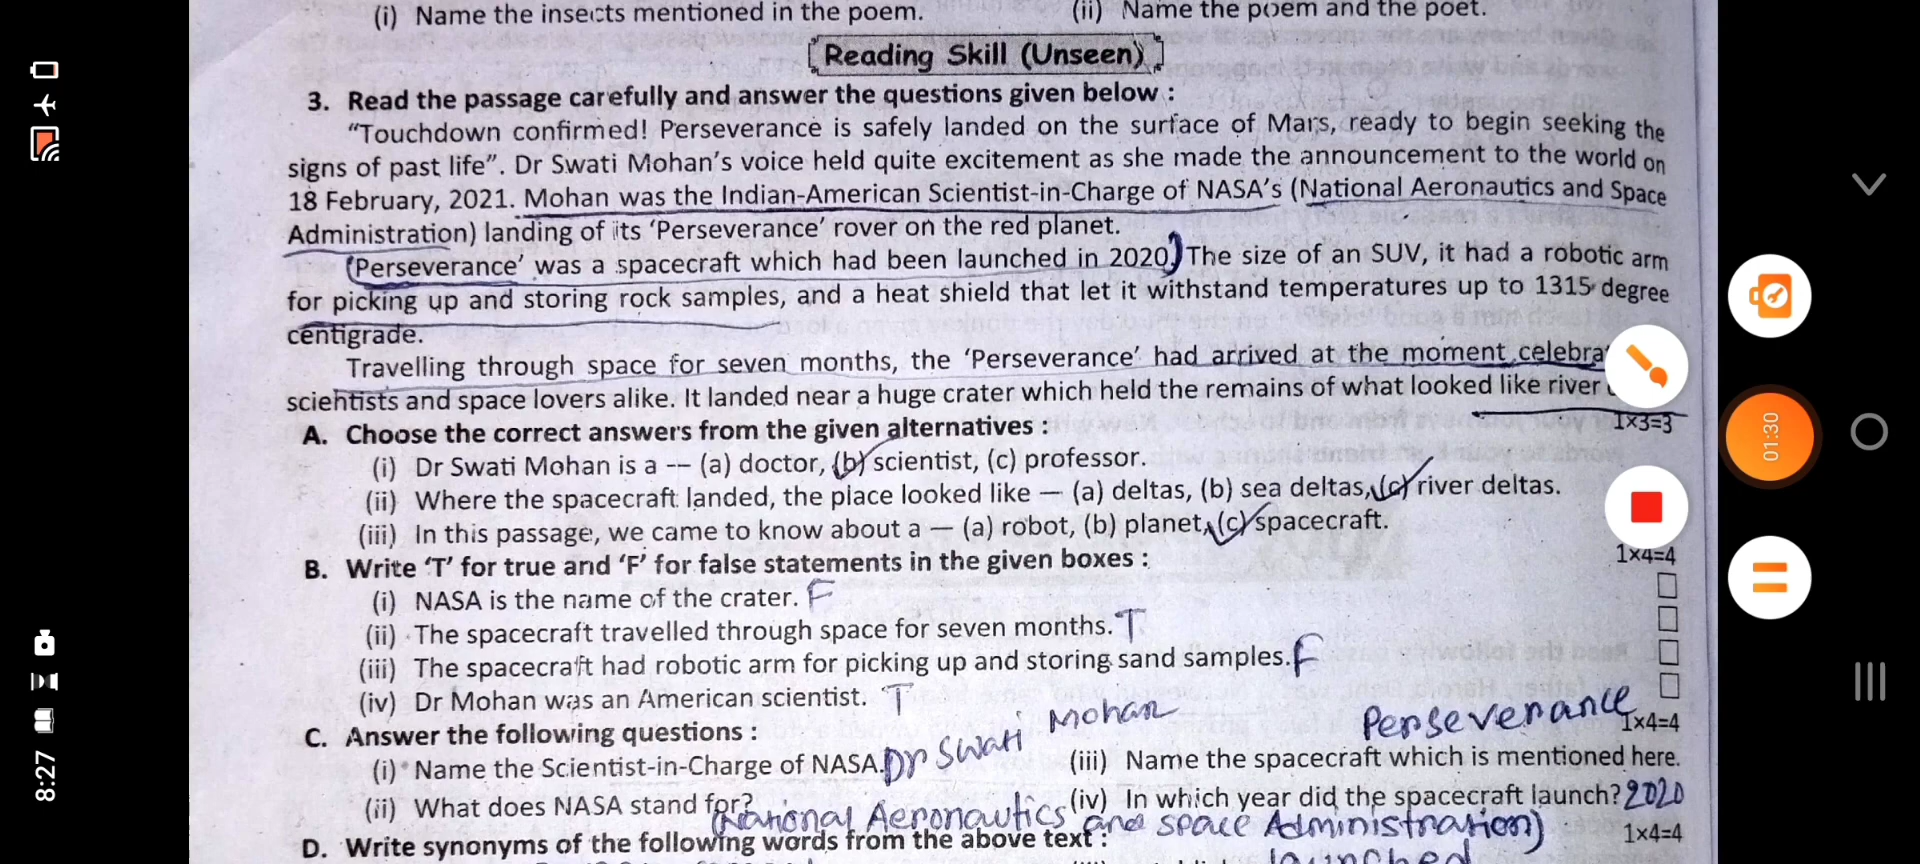 (i) Name the insects mentioned in the poem. (ii) Name the poem and the poet.
Reading Skill (Unseen)
3. Read the passage carefully and answer the questions given below :
“Touchdown confirmed! Perseverance is safely landed on the surface of Mars, ready to begin seeking the
signs of past life”. Dr Swati Mohan’s voice held quite excitement as she made the announcement to the world on
18 February, 2021. Mohan was the Indian-American Scientist-in-Charge of NASA’s (National Aeronautics and Space
Administration) landing of its ‘Perseverance’ rover on the red planet.
‘Perseverance’ was a spacecraft which had been launched in 2020. The size of an SUV, it had a robotic arm
for picking up and storing rock samples, and a heat shield that let it withstand temperatures up to 1315 degree
centigrade.
Travelling through space for seven months, the ‘Perseverance’ had arrived at the moment
scientists and space lovers alike. It landed near a huge crater which held the remains of what looked like river
A. Choose the correct answers from the given alternatives : 1×3=3
(i) Dr Swati Mohan is a -- (a) doctor, (b) scientist, (c) professor.
(ii) Where the spacecraft landed, the place looked like — (a) deltas, (b) sea deltas, (c) river deltas.
(iii) In this passage, we came to know about a — (a) robot, (b) planet, (c) spacecraft.
B. Write ‘T’ for true and ‘F’ for false statements in the given boxes : 1×4=4
(i) NASA is the name of the crater. F
(ii) The spacecraft travelled through space for seven months. T
(iii) The spacecraft had robotic arm for picking up and storing sand samples. F
(iv) Dr Mohan was an American scientist. T
C. Answer the following questions : 1×4=4
(i) Name the Scientist-in-Charge of NASA. Dr Swati Mohan (iii) Name the spacecraft which is mentioned here. Perseverance
(ii) What does NASA stand for? (iv) In which year did the spacecraft launch? 2020
(National Aeronautics and Space Administration)
D. Write synonyms of the following words from the above text : 1×4=4
launched
01:30
8:27